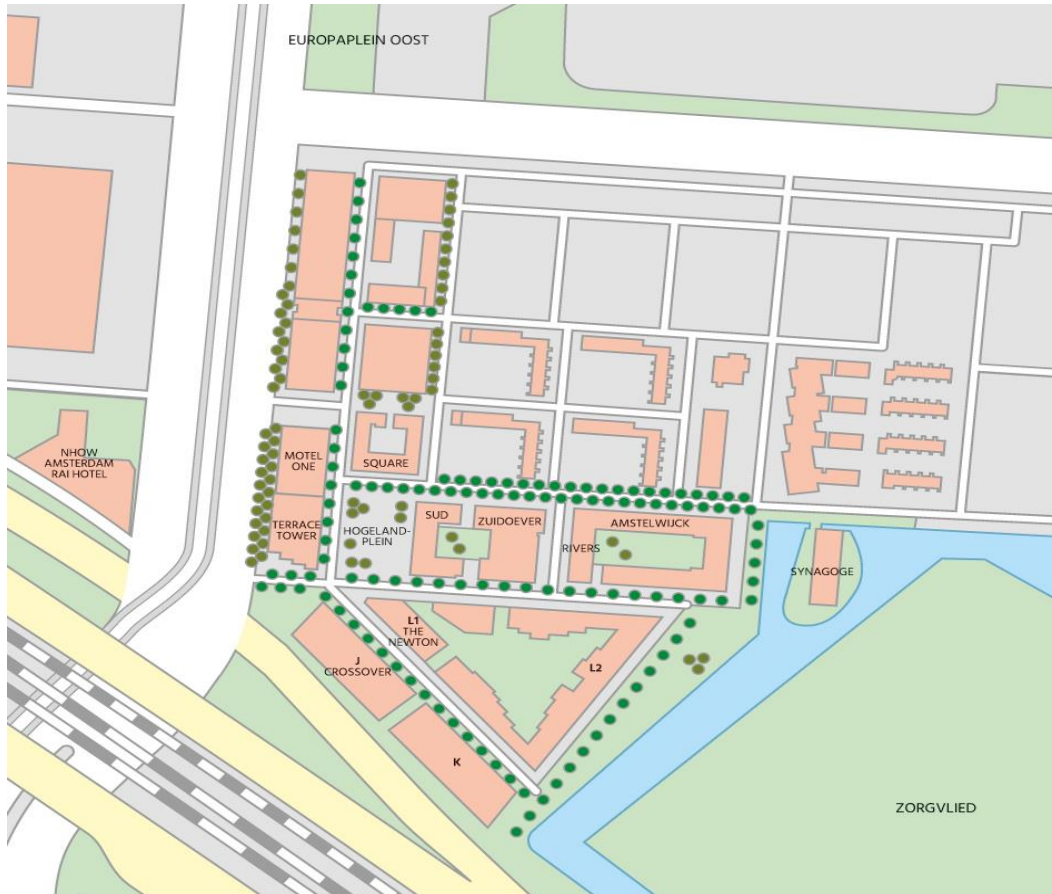 EUROPAPLEIN OOST
NHOW
AMSTERDAM
RAI HOTEL
MOTEL
ONE
SQUARE
TERRACE
TOWER
HOGELAND-
PLEIN
SUD
ZUIDOEVER
AMSTELWIJCK
RIVERS
SYNAGOGE
L1
THE
NEWTON
J
CROSSOVER
L2
K
ZORGVLIED